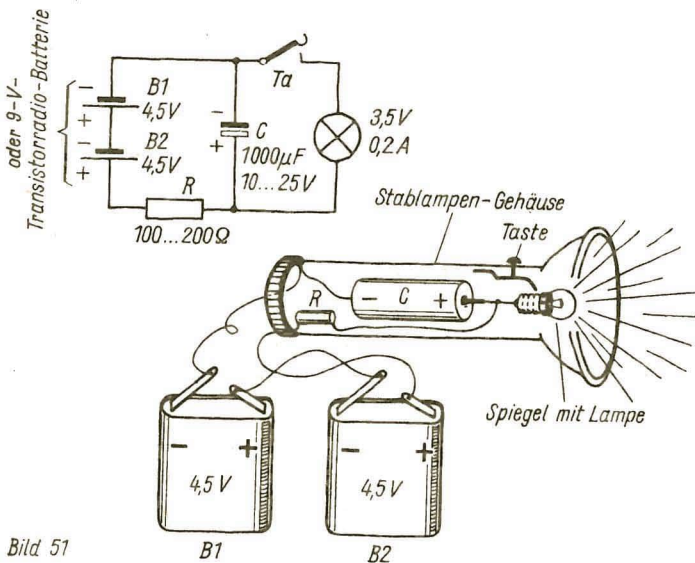 oder 9-V-
Transistorradio-Batterie
−
B1
4,5V
+
−
B2
4,5V
+
R
100...200Ω
−
+
C
1000µF
10...25V
Ta
3,5V
0,2A
Stablampen-Gehäuse
Taste
R
− C +
Spiegel mit Lampe
− +
4,5V
− +
4,5V
Bild 51
B1
B2